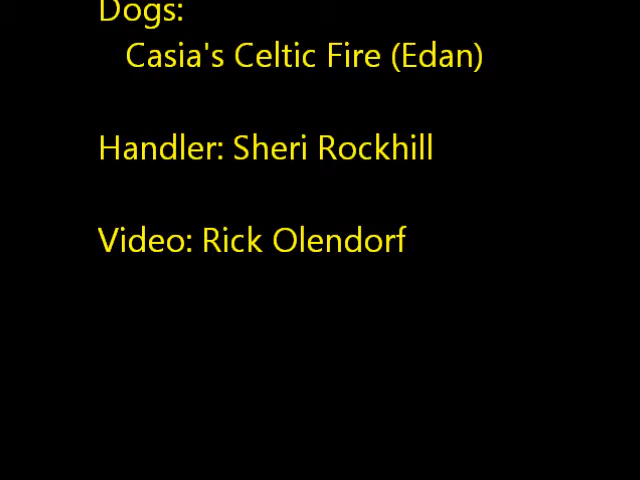 Dogs:
Casia's Celtic Fire (Edan)
Handler: Sheri Rockhill
Video: Rick Olendorf